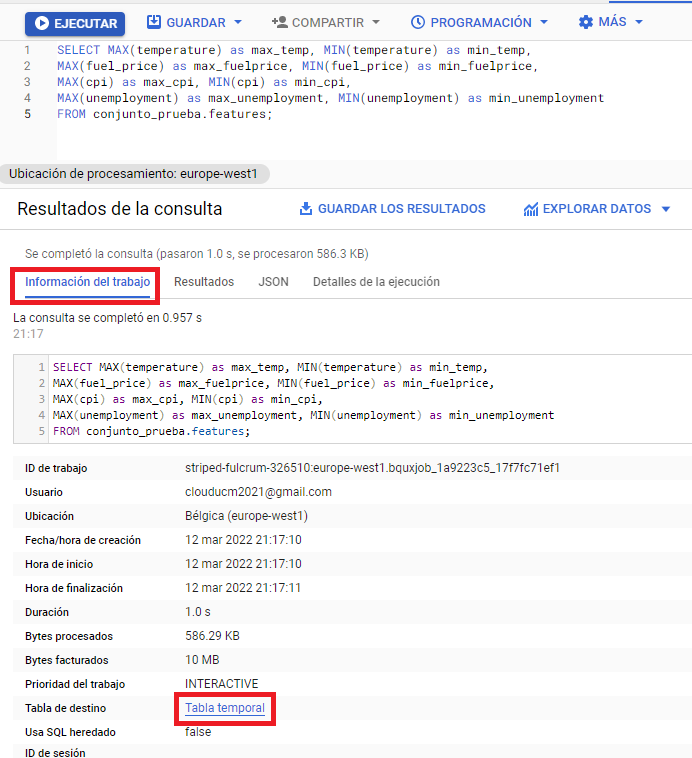 EJECUTAR GUARDAR COMPARTIR PROGRAMACIÓN MÁS
1 SELECT MAX(temperature) as max_temp, MIN(temperature) as min_temp,
2 MAX(fuel_price) as max_fuelprice, MIN(fuel_price) as min_fuelprice,
3 MAX(cpi) as max_cpi, MIN(cpi) as min_cpi,
4 MAX(unemployment) as max_unemployment, MIN(unemployment) as min_unemployment
5 FROM conjunto_prueba.features;
Ubicación de procesamiento: europe-west1
Resultados de la consulta GUARDAR LOS RESULTADOS EXPLORAR DATOS
Se completó la consulta (pasaron 1.0 s, se procesaron 586.3 KB)
Información del trabajo Resultados JSON Detalles de la ejecución
La consulta se completó en 0.957 s
21:17
1 SELECT MAX(temperature) as max_temp, MIN(temperature) as min_temp,
2 MAX(fuel_price) as max_fuelprice, MIN(fuel_price) as min_fuelprice,
3 MAX(cpi) as max_cpi, MIN(cpi) as min_cpi,
4 MAX(unemployment) as max_unemployment, MIN(unemployment) as min_unemployment
5 FROM conjunto_prueba.features;
ID de trabajo striped-fulcrum-326510:europe-west1.bquxjob_1a9223c5_17f7fc71ef1
Usuario clouducm2021@gmail.com
Ubicación Bélgica (europe-west1)
Fecha/hora de creación 12 mar 2022 21:17:10
Hora de inicio 12 mar 2022 21:17:10
Hora de finalización 12 mar 2022 21:17:11
Duración 1.0 s
Bytes procesados 586.29 KB
Bytes facturados 10 MB
Prioridad del trabajo INTERACTIVE
Tabla de destino Tabla temporal
Usa SQL heredado false
ID de sesión